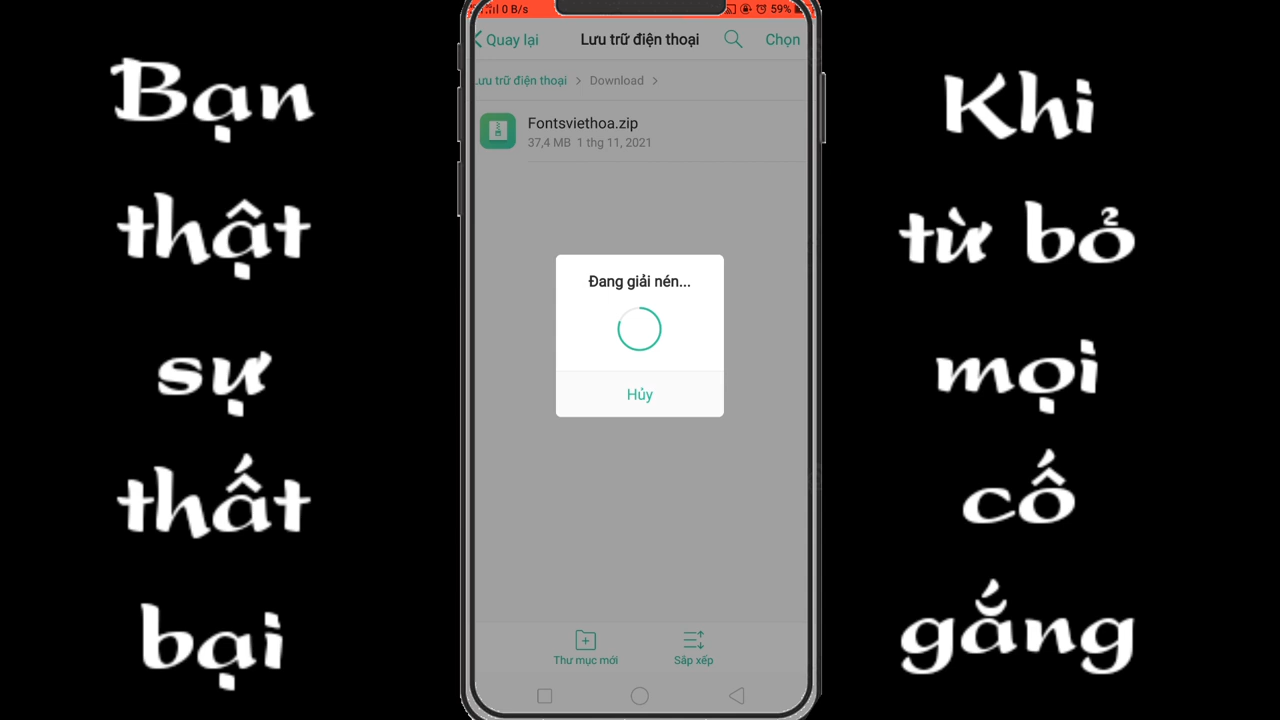 Bạn
thật
sự
thất
bại
0 B/s
59%
Quay lại
Lưu trữ điện thoại
Chọn
Lưu trữ điện thoại > Download >
Fontsviethoa.zip
37,4 MB 1 thg 11, 2021
Đang giải nén...
Hủy
Thư mục mới
Sắp xếp
Khi
từ bỏ
mọi
cố
gắng